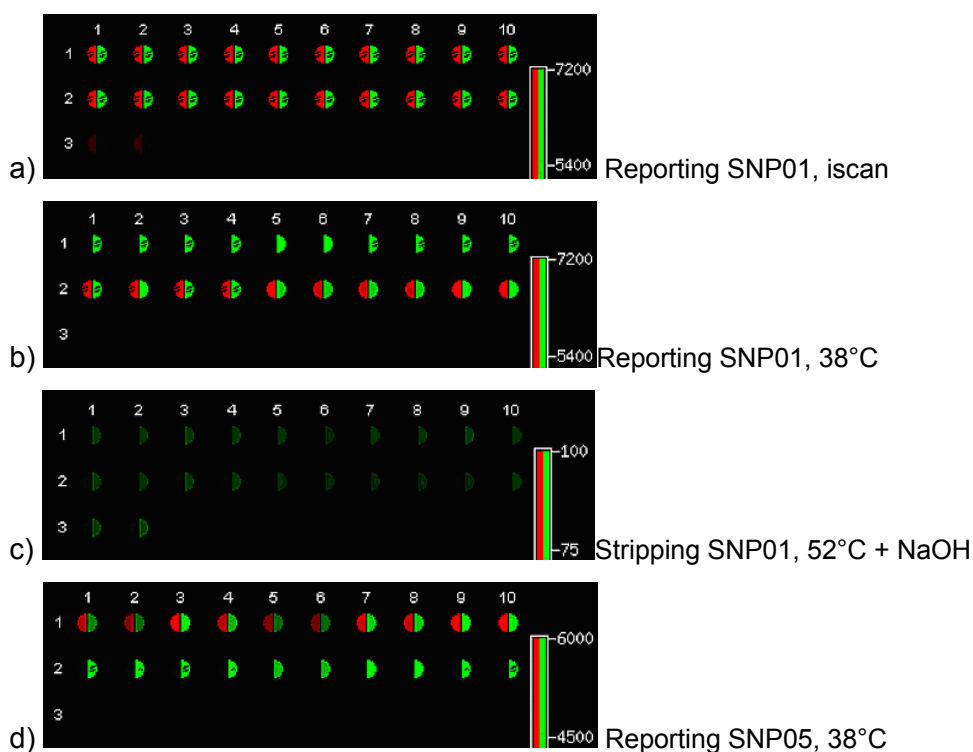 1 2 3 4 5 6 7 8 9 10
1
7200
2
3
5400
a) Reporting SNP01, iscan
1 2 3 4 5 6 7 8 9 10
1
7200
2
3
5400
b) Reporting SNP01, 38°C
1 2 3 4 5 6 7 8 9 10
1
100
2
3
75
c) Stripping SNP01, 52°C + NaOH
1 2 3 4 5 6 7 8 9 10
1
6000
2
3
4500
d) Reporting SNP05, 38°C